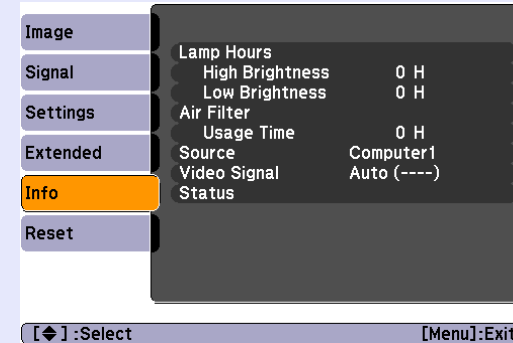 Image
Signal
Settings
Extended
Info
Reset
Lamp Hours
High Brightness 0 H
Low Brightness 0 H
Air Filter
Usage Time 0 H
Source Computer1
Video Signal Auto (----)
Status
[◆] :Select [Menu]:Exit